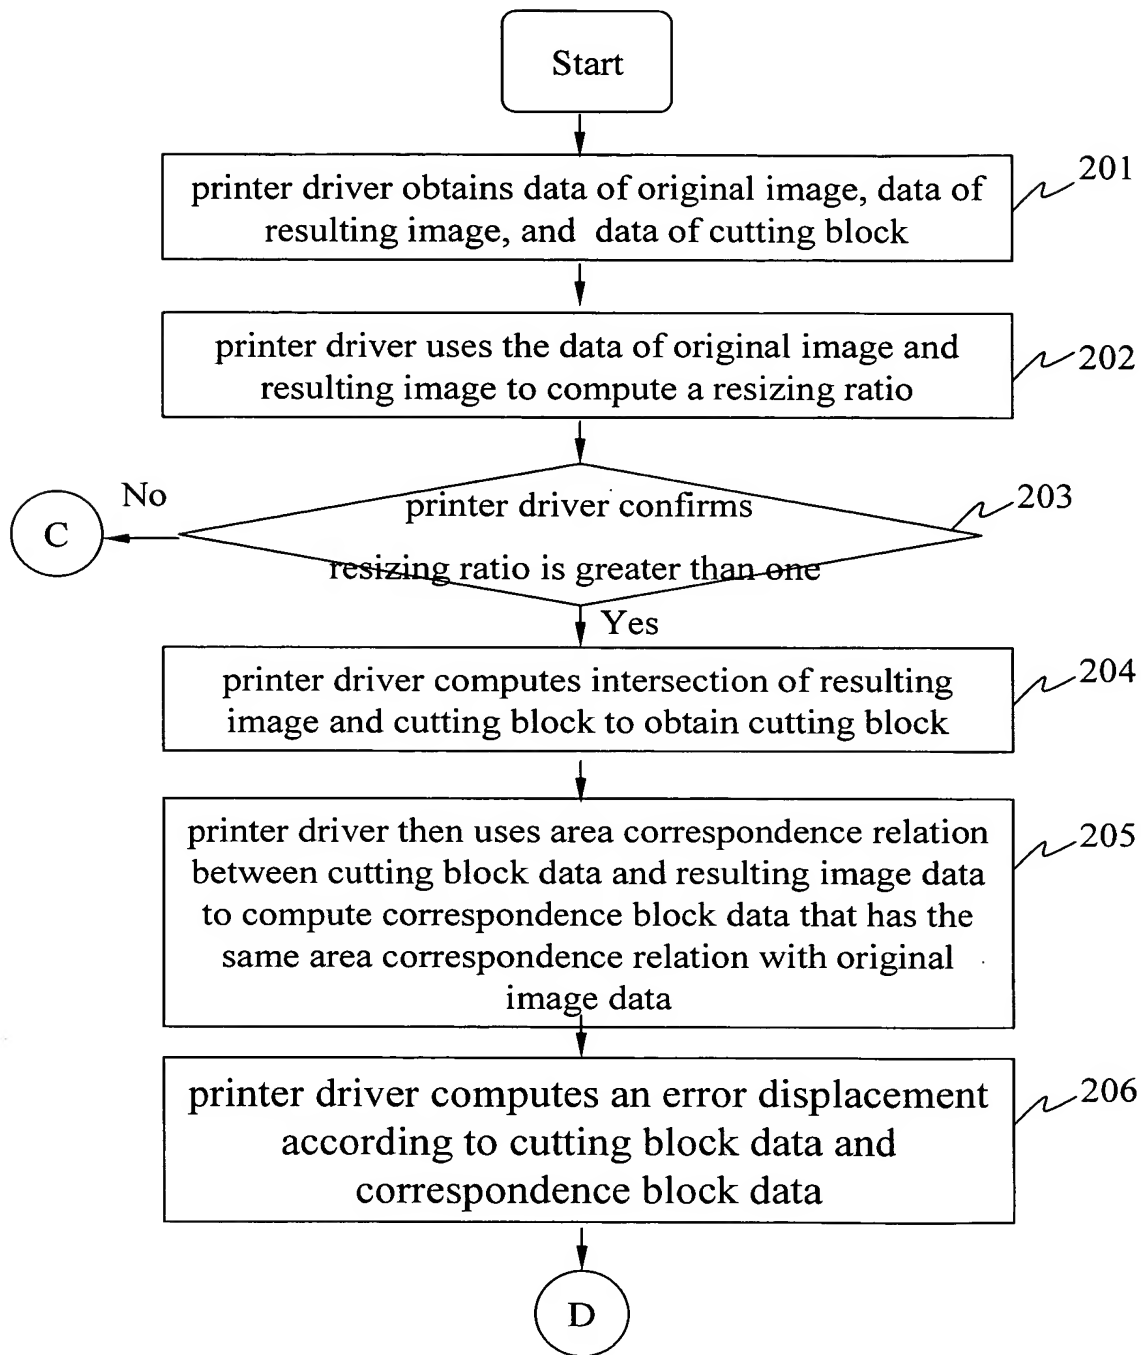 Start
printer driver obtains data of original image, data of
resulting image, and data of cutting block
201
printer driver uses the data of original image and
resulting image to compute a resizing ratio
202
No
C
printer driver confirms
resizing ratio is greater than one
203
Yes
printer driver computes intersection of resulting
image and cutting block to obtain cutting block
204
printer driver then uses area correspondence relation
between cutting block data and resulting image data
to compute correspondence block data that has the
same area correspondence relation with original
image data
205
printer driver computes an error displacement
according to cutting block data and
correspondence block data
206
D